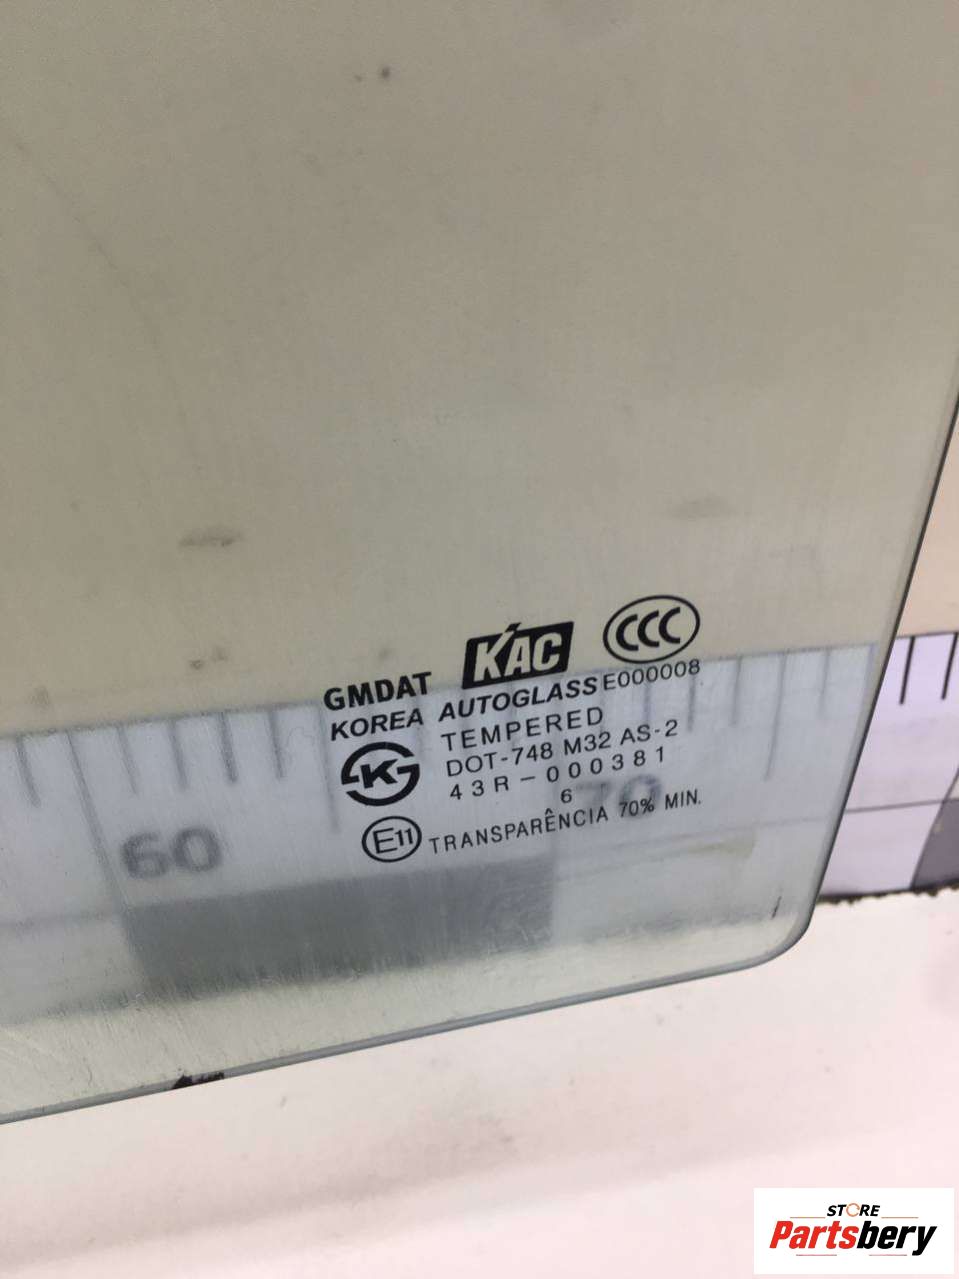 GMDAT KAC CCC
KOREA AUTOGLASS E000008
TEMPERED
K DOT-748 M32 AS-2
43R-000381
6
E11 TRANSPARÊNCIA 70% MIN.
60 70
STORE
Partsbery